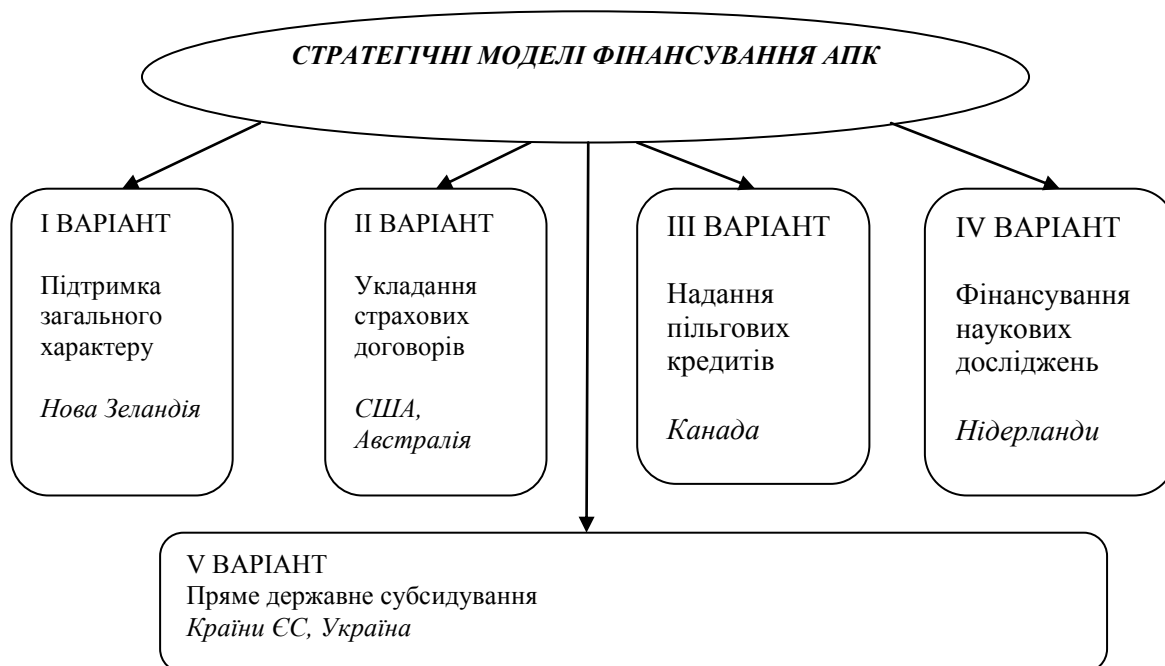 СТРАТЕГІЧНІ МОДЕЛІ ФІНАНСУВАННЯ АПК
І ВАРІАНТ
Підтримка
загального
характеру
Нова Зеландія
ІІ ВАРІАНТ
Укладання
страхових
договорів
США,
Австралія
ІІІ ВАРІАНТ
Надання
пільгових
кредитів
Канада
IV ВАРІАНТ
Фінансування
наукових
досліджень
Нідерланди
V ВАРІАНТ
Пряме державне субсидування
Країни ЄС, Україна